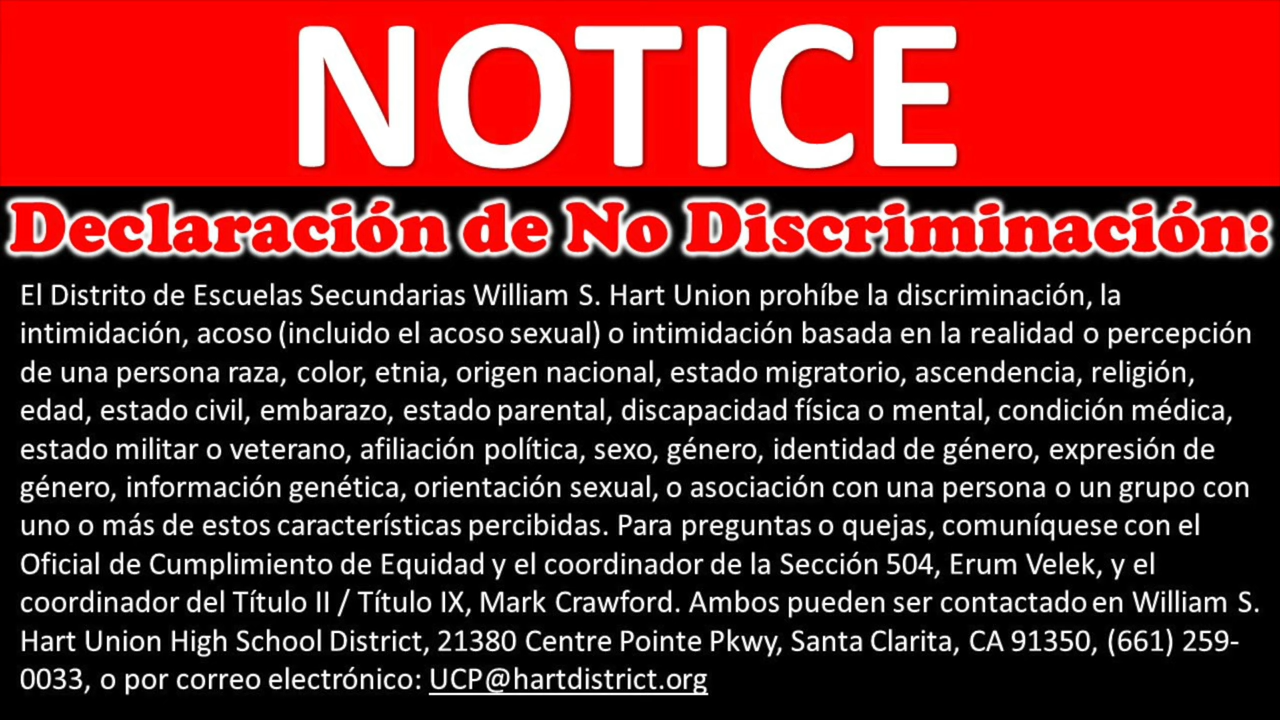 NOTICE
Declaración de No Discriminación:
El Distrito de Escuelas Secundarias William S. Hart Union prohíbe la discriminación, la
intimidación, acoso (incluido el acoso sexual) o intimidación basada en la realidad o percepción
de una persona raza, color, etnia, origen nacional, estado migratorio, ascendencia, religión,
edad, estado civil, embarazo, estado parental, discapacidad física o mental, condición médica,
estado militar o veterano, afiliación política, sexo, género, identidad de género, expresión de
género, información genética, orientación sexual, o asociación con una persona o un grupo con
uno o más de estos características percibidas. Para preguntas o quejas, comuníquese con el
Oficial de Cumplimiento de Equidad y el coordinador de la Sección 504, Erum Velek, y el
coordinador del Título II / Título IX, Mark Crawford. Ambos pueden ser contactado en William S.
Hart Union High School District, 21380 Centre Pointe Pkwy, Santa Clarita, CA 91350, (661) 259-
0033, o por correo electrónico: UCP@hartdistrict.org